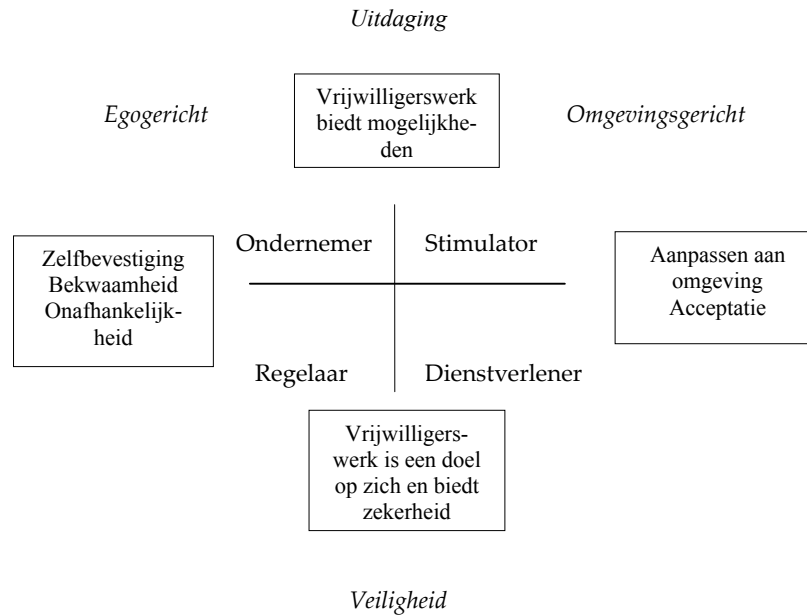 Uitdaging
Egogericht
Vrijwilligerswerk
biedt mogelijkhe-
den
Omgevingsgericht
Zelfbevestiging
Bekwaamheid
Onafhankelijk-
heid
Ondernemer
Stimulator
Aanpassen aan
omgeving
Acceptatie
Regelaar
Dienstverlener
Vrijwilligers-
werk is een doel
op zich en biedt
zekerheid
Veiligheid